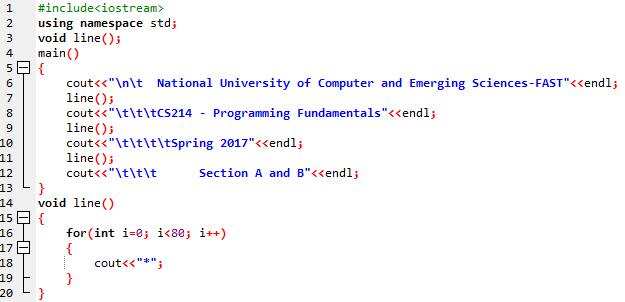 1 #include<iostream>
2 using namespace std;
3 void line();
4 main()
5 {
6 cout<<"\n\t  National University of Computer and Emerging Sciences-FAST"<<endl;
7 line();
8 cout<<"\t\t\tCS214 - Programming Fundamentals"<<endl;
9 line();
10 cout<<"\t\t\t\tSpring 2017"<<endl;
11 line();
12 cout<<"\t\t\t      Section A and B"<<endl;
13 }
14 void line()
15 {
16 for(int i=0; i<80; i++)
17 {
18 cout<<"*";
19 }
20 }